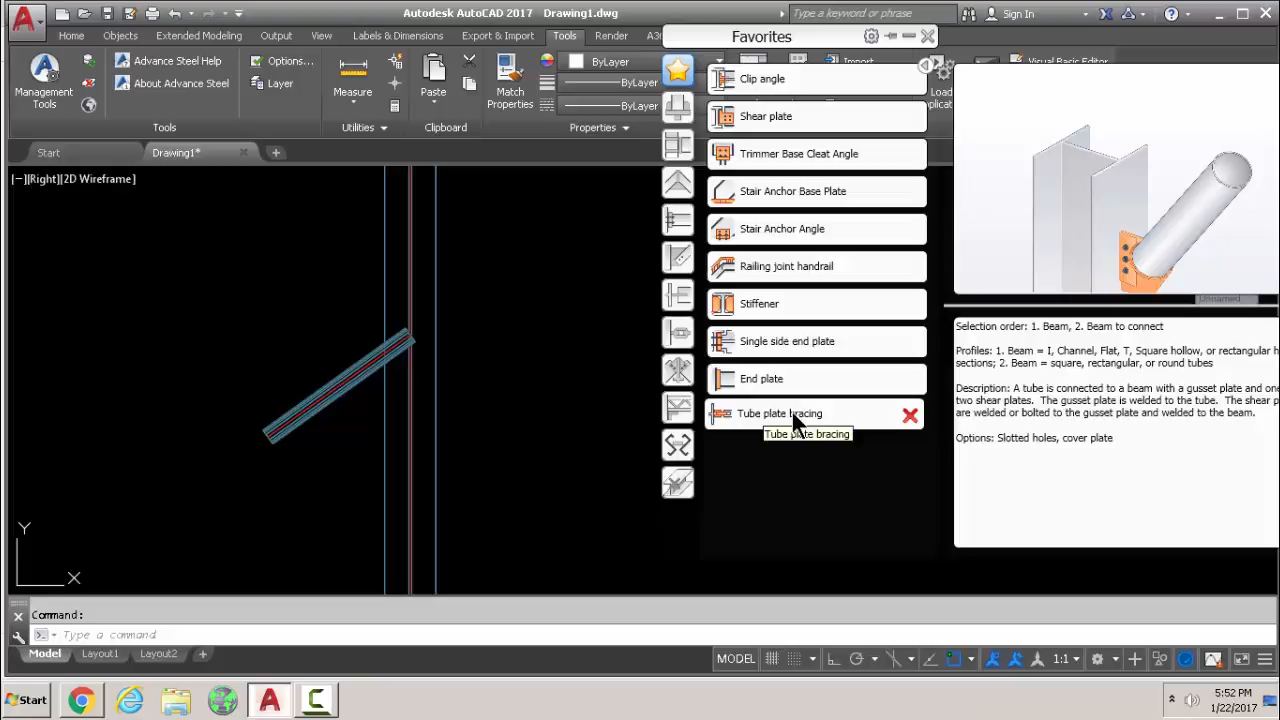 Autodesk AutoCAD 2017 Drawing1.dwg
Type a keyword or phrase
Sign In
Home
Objects
Extended Modeling
Output
Labels & Dimensions
Export & Import
Tools
Render
Favorites
Management
Tools
Advance Steel Help
About Advance Steel
Options...
Layer
Tools
Measure
Utilities
Paste
Clipboard
Match
Properties
ByLayer
ByLayer
ByLayer
Properties
Import
Visual Basic Editor
Start
Drawing1*
[−][Right][2D Wireframe]
Clip angle
Shear plate
Trimmer Base Cleat Angle
Stair Anchor Base Plate
Stair Anchor Angle
Railing joint handrail
Stiffener
Single side end plate
End plate
Tube plate bracing
Tube plate bracing
Unnamed
Selection order: 1. Beam, 2. Beam to connect
Profiles: 1. Beam = I, Channel, Flat, T, Square hollow, or rectangular h
sections; 2. Beam = square, rectangular, or round tubes
Description: A tube is connected to a beam with a gusset plate and one
two shear plates. The gusset plate is welded to the tube. The shear p
are welded or bolted to the gusset plate and welded to the beam.
Options: Slotted holes, cover plate
Y
X
Command:
Type a command
Model
Layout1
Layout2
MODEL
1:1
Start
5:52 PM
1/22/2017